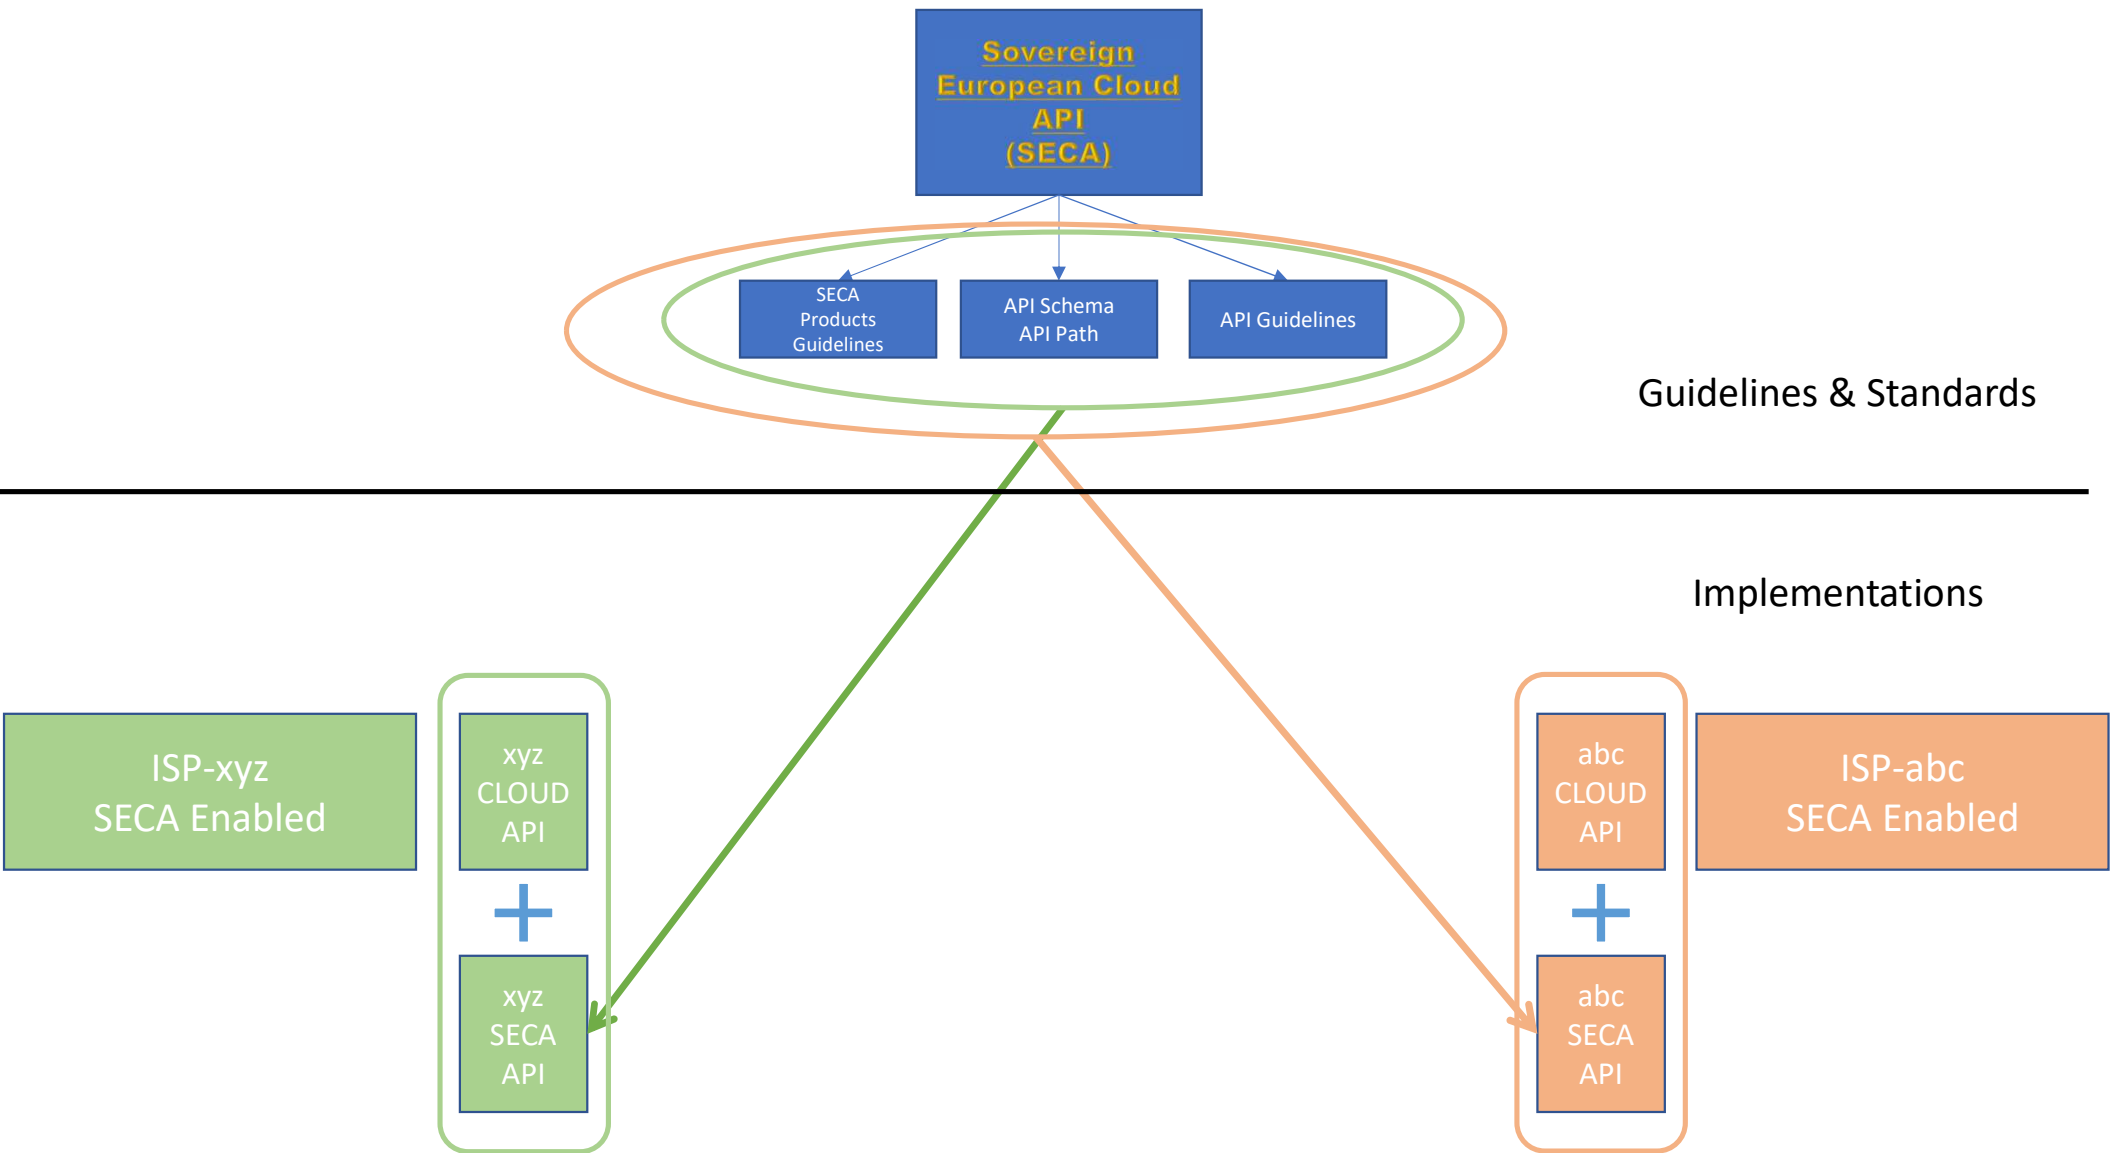 Sovereign
European Cloud
API
(SECA)
SECA
Products
Guidelines
API Schema
API Path
API Guidelines
Guidelines & Standards
Implementations
ISP-xyz
SECA Enabled
xyz
CLOUD
API
xyz
SECA
API
abc
CLOUD
API
abc
SECA
API
ISP-abc
SECA Enabled